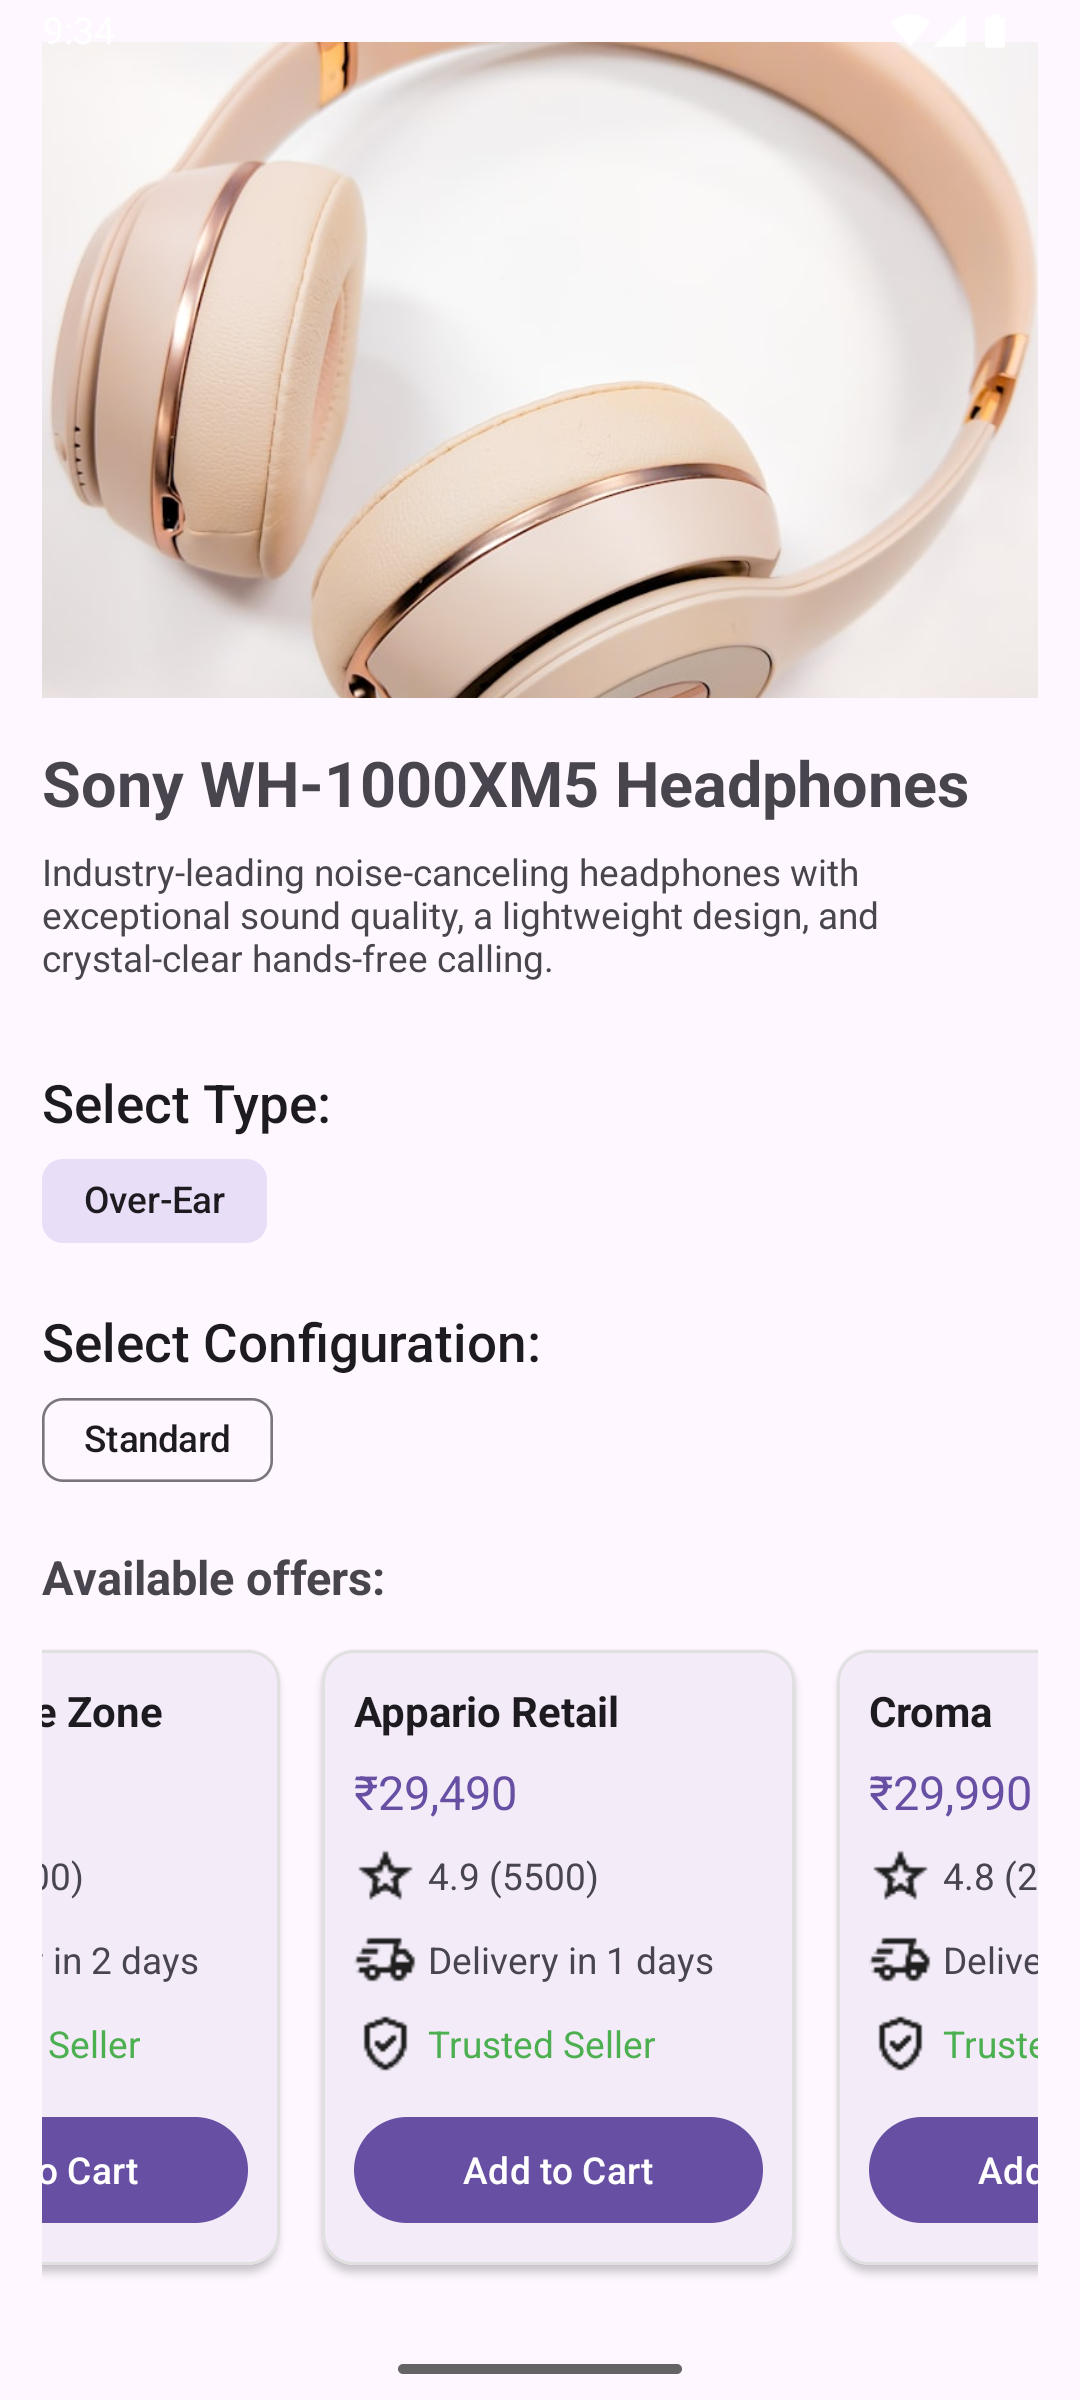 9:34
Sony WH-1000XM5 Headphones
Industry-leading noise-canceling headphones with
exceptional sound quality, a lightweight design, and
crystal-clear hands-free calling.
Select Type:
Over-Ear
Select Configuration:
Standard
Available offers:
e Zone
00)
in 2 days
Seller
o Cart
Appario Retail
₹29,490
4.9 (5500)
Delivery in 1 days
Trusted Seller
Add to Cart
Croma
₹29,990
4.8 (2
Delive
Truste
Add